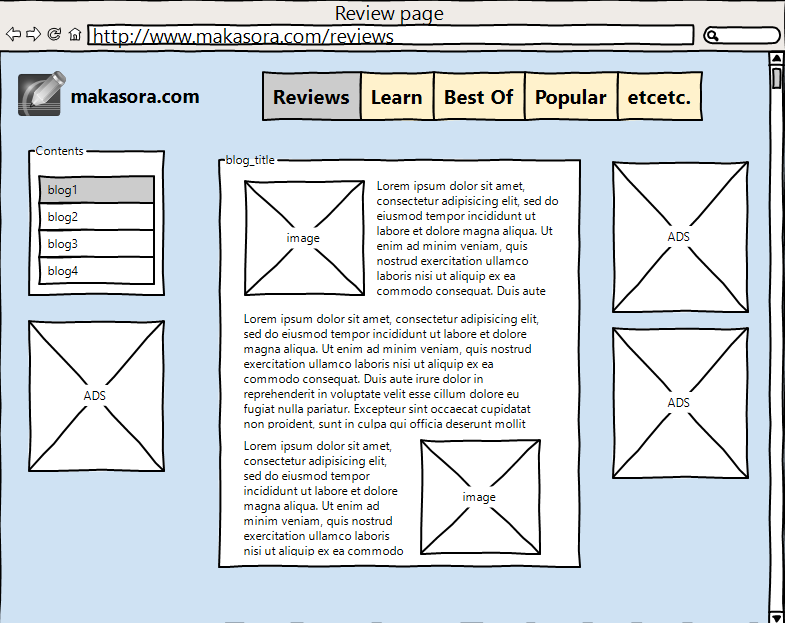 Review page
http://www.makasora.com/reviews
makasora.com
Reviews Learn Best Of Popular etcetc.
Contents
blog1
blog2
blog3
blog4
ADS
blog_title
image
Lorem ipsum dolor sit amet,
consectetur adipisicing elit, sed do
eiusmod tempor incididunt ut
labore et dolore magna aliqua. Ut
enim ad minim veniam, quis
nostrud exercitation ullamco
laboris nisi ut aliquip ex ea
commodo consequat. Duis aute
Lorem ipsum dolor sit amet, consectetur adipisicing elit,
sed do eiusmod tempor incididunt ut labore et dolore
magna aliqua. Ut enim ad minim veniam, quis nostrud
exercitation ullamco laboris nisi ut aliquip ex ea
commodo consequat. Duis aute irure dolor in
reprehenderit in voluptate velit esse cillum dolore eu
fugiat nulla pariatur. Excepteur sint occaecat cupidatat
non proident, sunt in culpa qui officia deserunt mollit
Lorem ipsum dolor sit amet,
consectetur adipisicing elit,
sed do eiusmod tempor
incididunt ut labore et dolore
magna aliqua. Ut enim ad
minim veniam, quis nostrud
exercitation ullamco laboris
nisi ut aliquip ex ea commodo
image
ADS
ADS